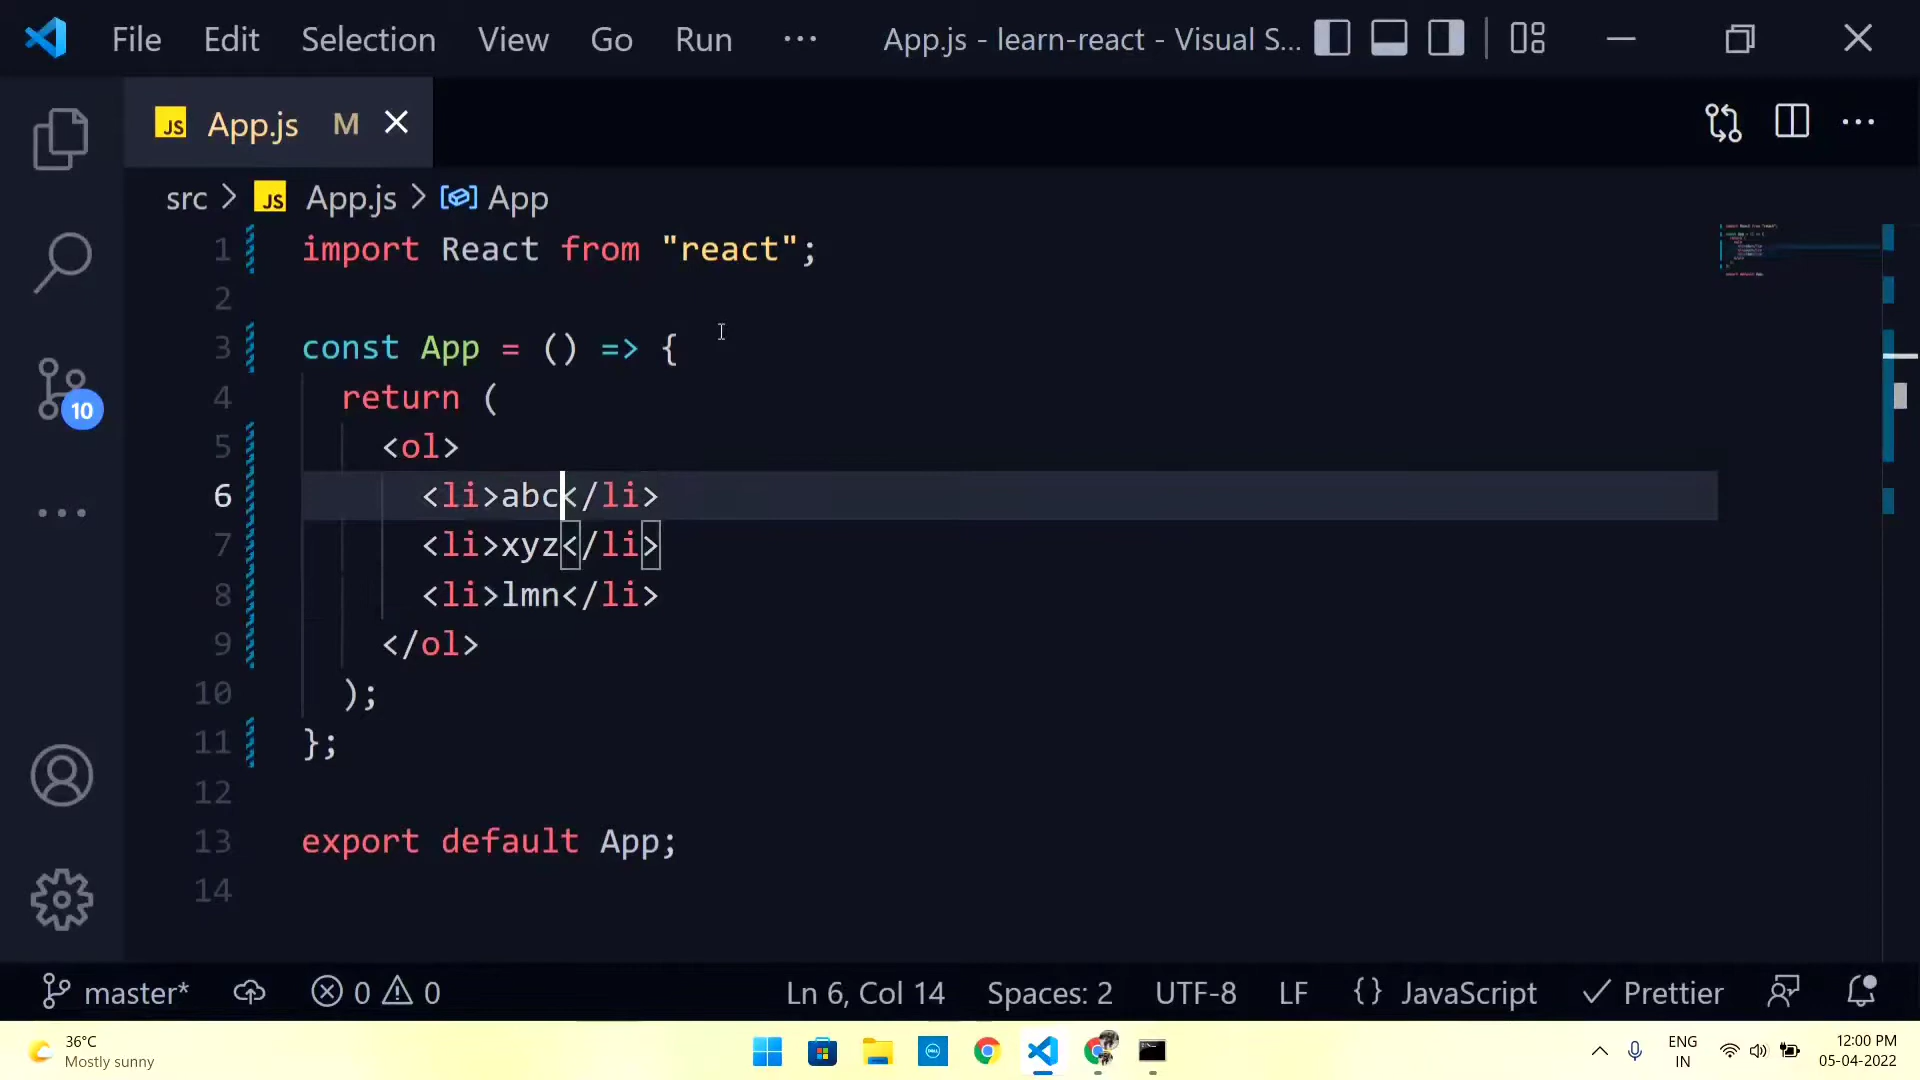 File Edit Selection View Go Run ··· App.js - learn-react - Visual S...
JS App.js M
src > JS App.js > App
1 import React from "react";
2
3 const App = () => {
4 return (
5 <ol>
6 <li>abc</li>
7 <li>xyz</li>
8 <li>lmn</li>
9 </ol>
10 );
11 };
12
13 export default App;
14
10
master* 0 0 Ln 6, Col 14 Spaces: 2 UTF-8 LF {} JavaScript Prettier
36°C
Mostly sunny
ENG
IN
12:00 PM
05-04-2022